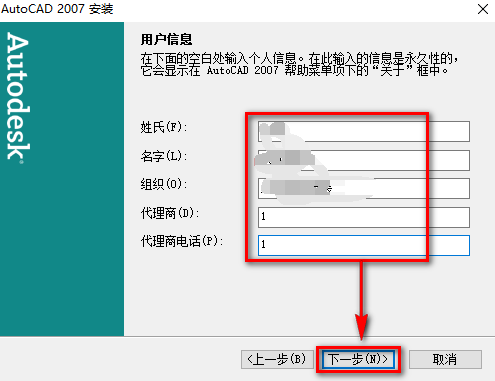 AutoCAD 2007 安装
Autodesk
用户信息
在下面的空白处输入个人信息。在此输入的信息是永久性的，
它会显示在 AutoCAD 2007 帮助菜单项下的“关于”框中。
姓氏(F):
名字(L):
组织(O):
代理商(D):
1
代理商电话(P):
1
<上一步(B)
下一步(N)>
取消